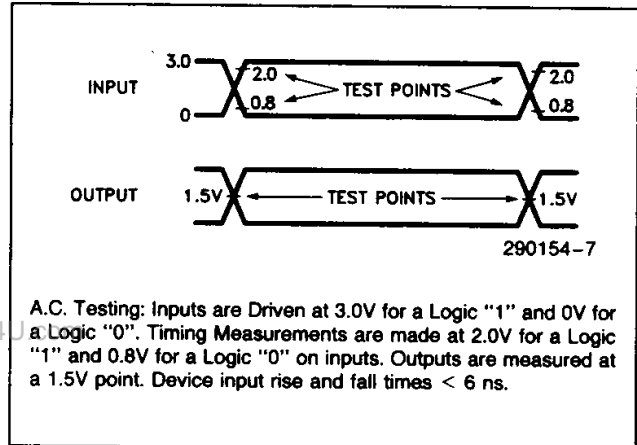 3.0
2.0
2.0
INPUT
TEST POINTS
0.8
0.8
0
OUTPUT
1.5V
TEST POINTS
1.5V
290154-7
A.C. Testing: Inputs are Driven at 3.0V for a Logic "1" and 0V for
a Logic "0". Timing Measurements are made at 2.0V for a Logic
"1" and 0.8V for a Logic "0" on inputs. Outputs are measured at
a 1.5V point. Device input rise and fall times < 6 ns.